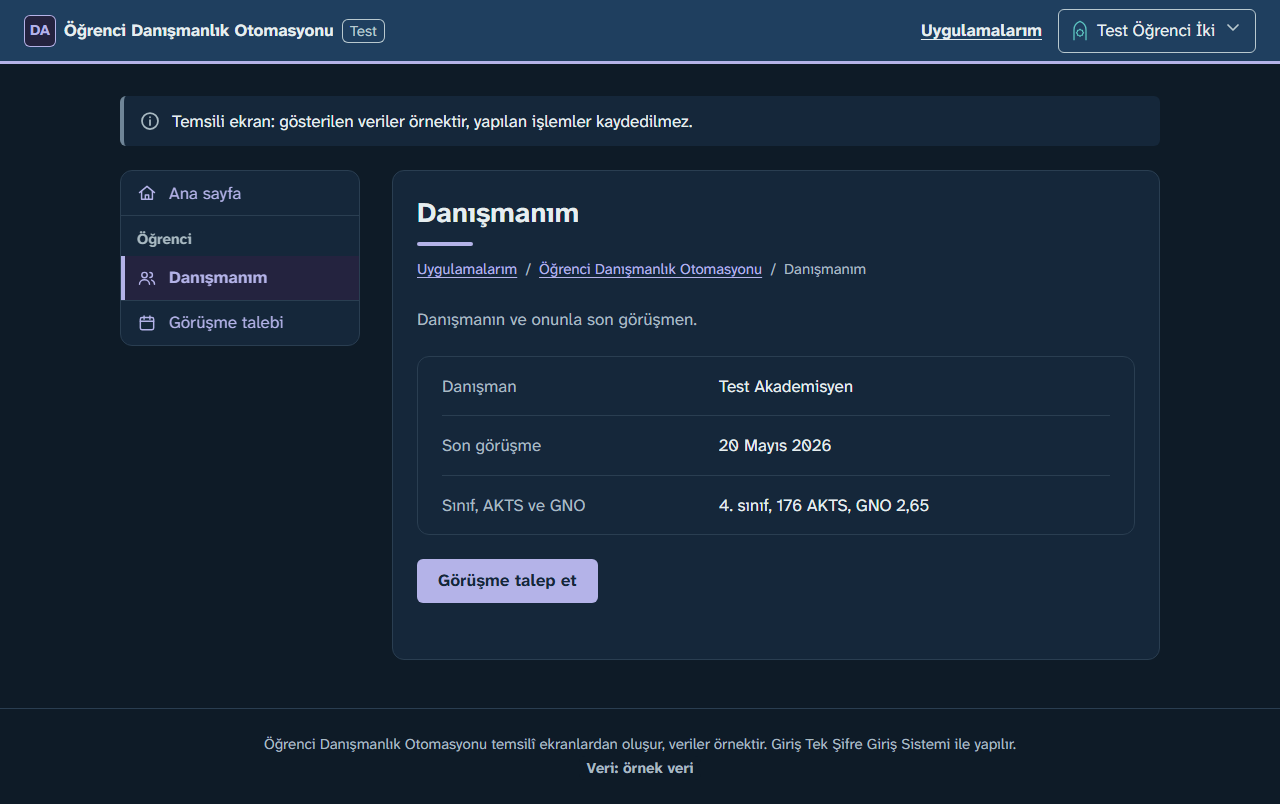 DA Öğrenci Danışmanlık Otomasyonu Test
Uygulamalarım
Test Öğrenci İki
Temsili ekran: gösterilen veriler örnektir, yapılan işlemler kaydedilmez.
Ana sayfa
Öğrenci
Danışmanım
Görüşme talebi
Danışmanım
Uygulamalarım / Öğrenci Danışmanlık Otomasyonu / Danışmanım
Danışmanın ve onunla son görüşmen.
Danışman Test Akademisyen
Son görüşme 20 Mayıs 2026
Sınıf, AKTS ve GNO 4. sınıf, 176 AKTS, GNO 2,65
Görüşme talep et
Öğrenci Danışmanlık Otomasyonu temsilî ekranlardan oluşur, veriler örnektir. Giriş Tek Şifre Giriş Sistemi ile yapılır.
Veri: örnek veri